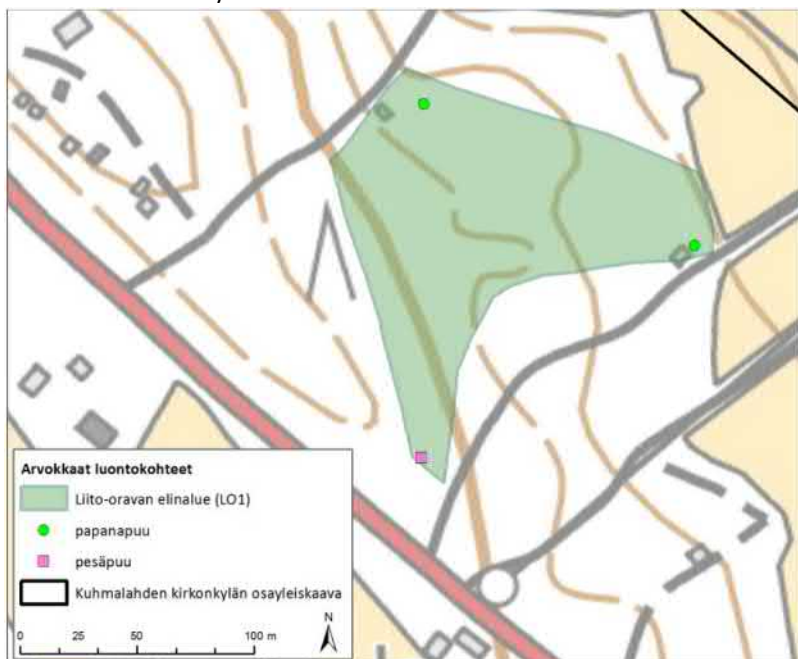 Arvokkaat luontokohteet
Liito-oravan elinalue (LO1)
papanapuu
pesäpuu
Kuhmalahden kirkonkylän osayleiskaava
N
0 25 50 100 m